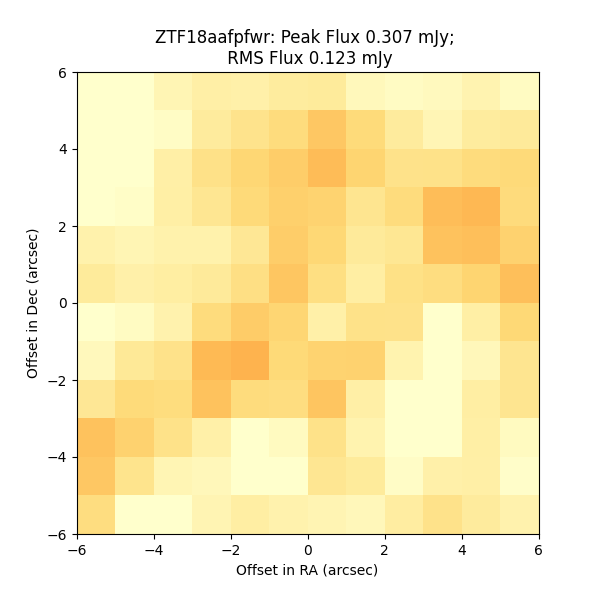 ZTF18aafpfwr: Peak Flux 0.307 mJy;
RMS Flux 0.123 mJy
6
4
2
0
−2
−4
−6
Offset in Dec (arcsec)
−6 −4 −2 0 2 4 6
Offset in RA (arcsec)